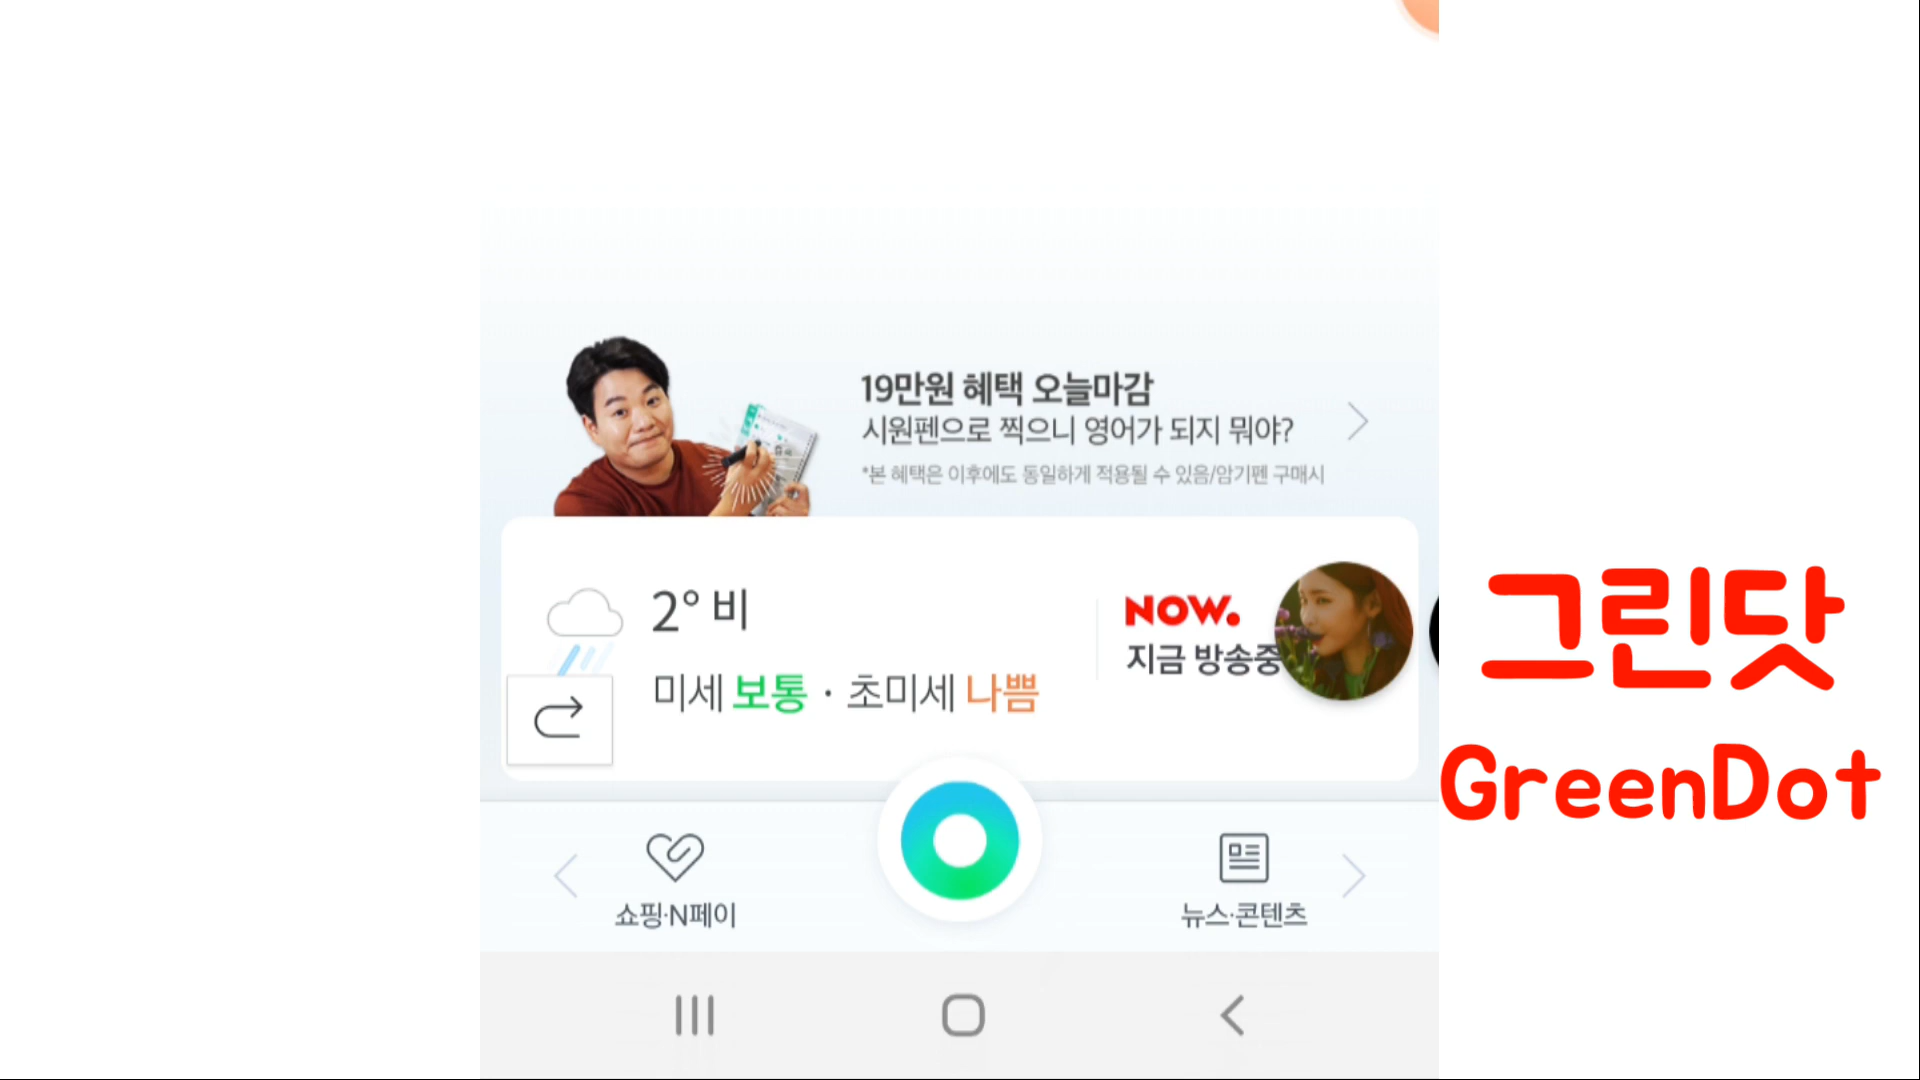 19만원 혜택 오늘마감
시원펜으로 찍으니 영어가 되지 뭐야?
*본 혜택은 이후에도 동일하게 적용될 수 있음/암기펜 구매시
2° 비
미세 보통 · 초미세 나쁨
NOW.
지금 방송중
그린닷
GreenDot
쇼핑·N페이
뉴스·콘텐츠